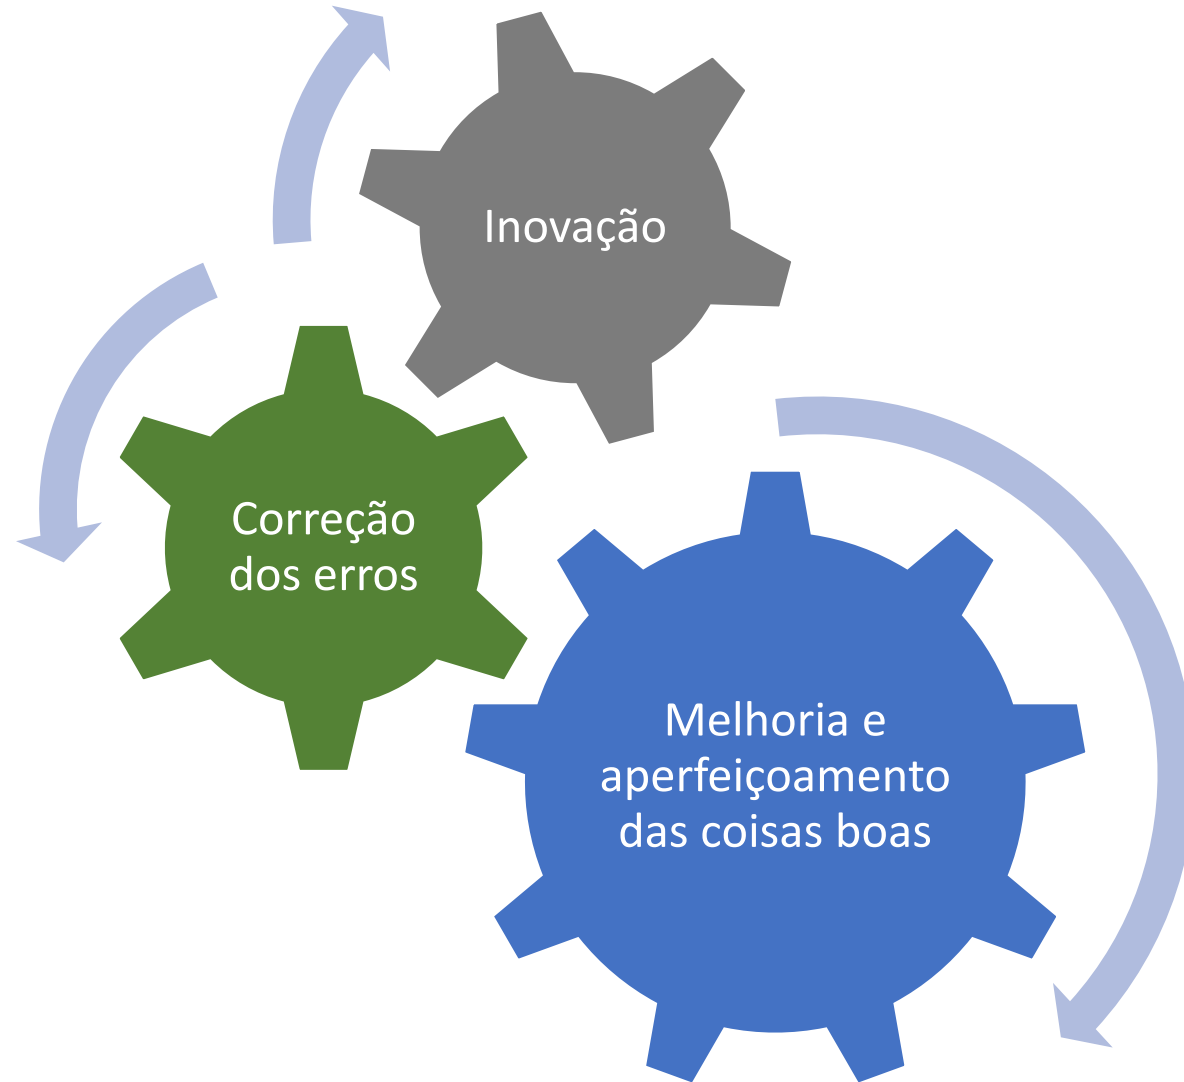 Inovação
Correção
dos erros
Melhoria e
aperfeiçoamento
das coisas boas